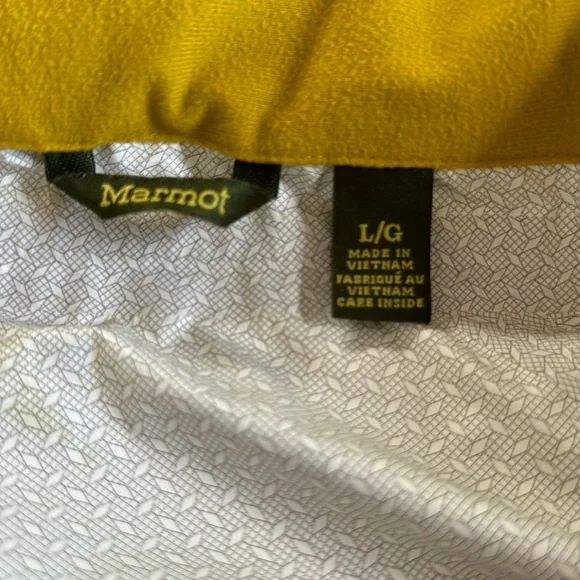 Marmot
L/G
MADE IN
VIETNAM
FABRIQUÉ AU
VIETNAM
CARE INSIDE